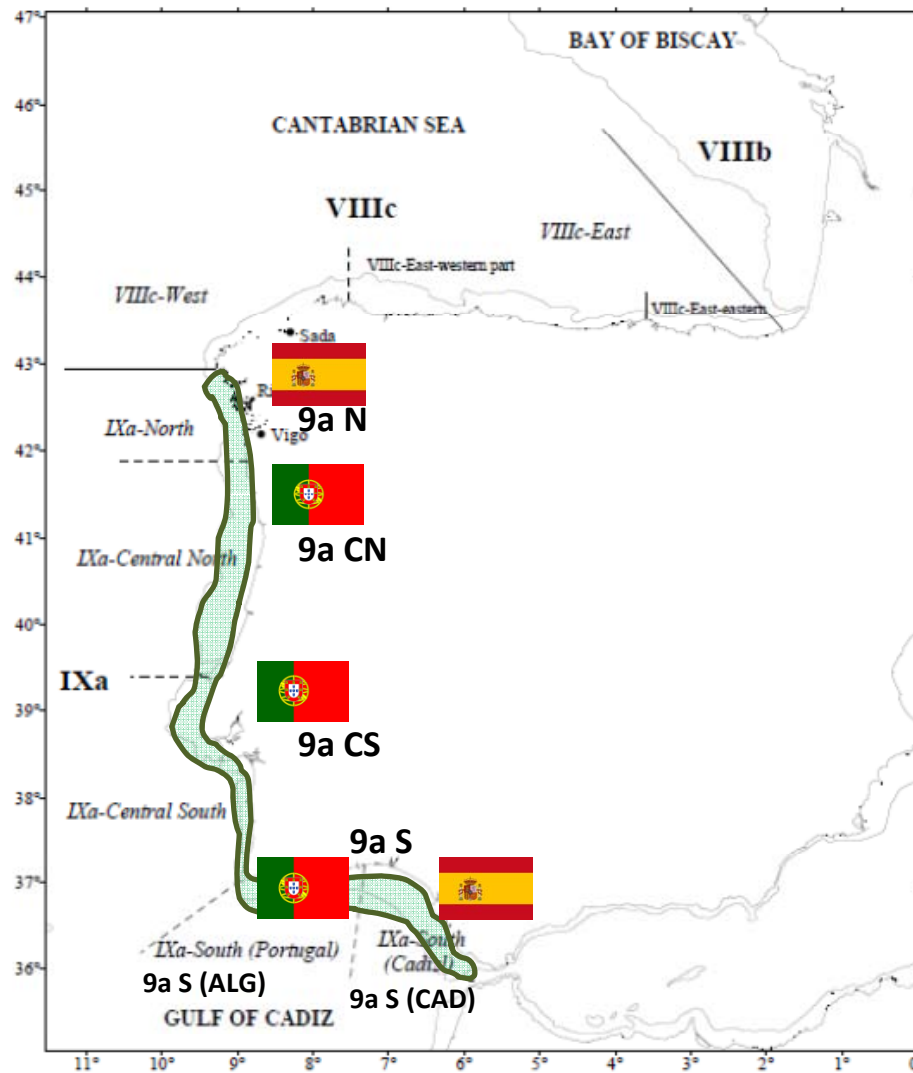 47°
BAY OF BISCAY
46°
CANTABRIAN SEA
VIIIb
45°
VIIIc
VIIIc-East
44°
VIIIc-East-western part
VIIIc-West
VIIIc-East-eastern
Sada
43°
9a N
IXa-North
Vigo
42°
41°
9a CN
IXa-Central North
40°
IXa
39°
9a CS
38°
IXa-Central South
9a S
37°
IXa-South (Portugal)
IXa-South
(Cadiz)
36°
9a S (ALG)
9a S (CAD)
GULF OF CADIZ
11° 10° 9° 8° 7° 6° 5° 4° 3° 2° 1° 0